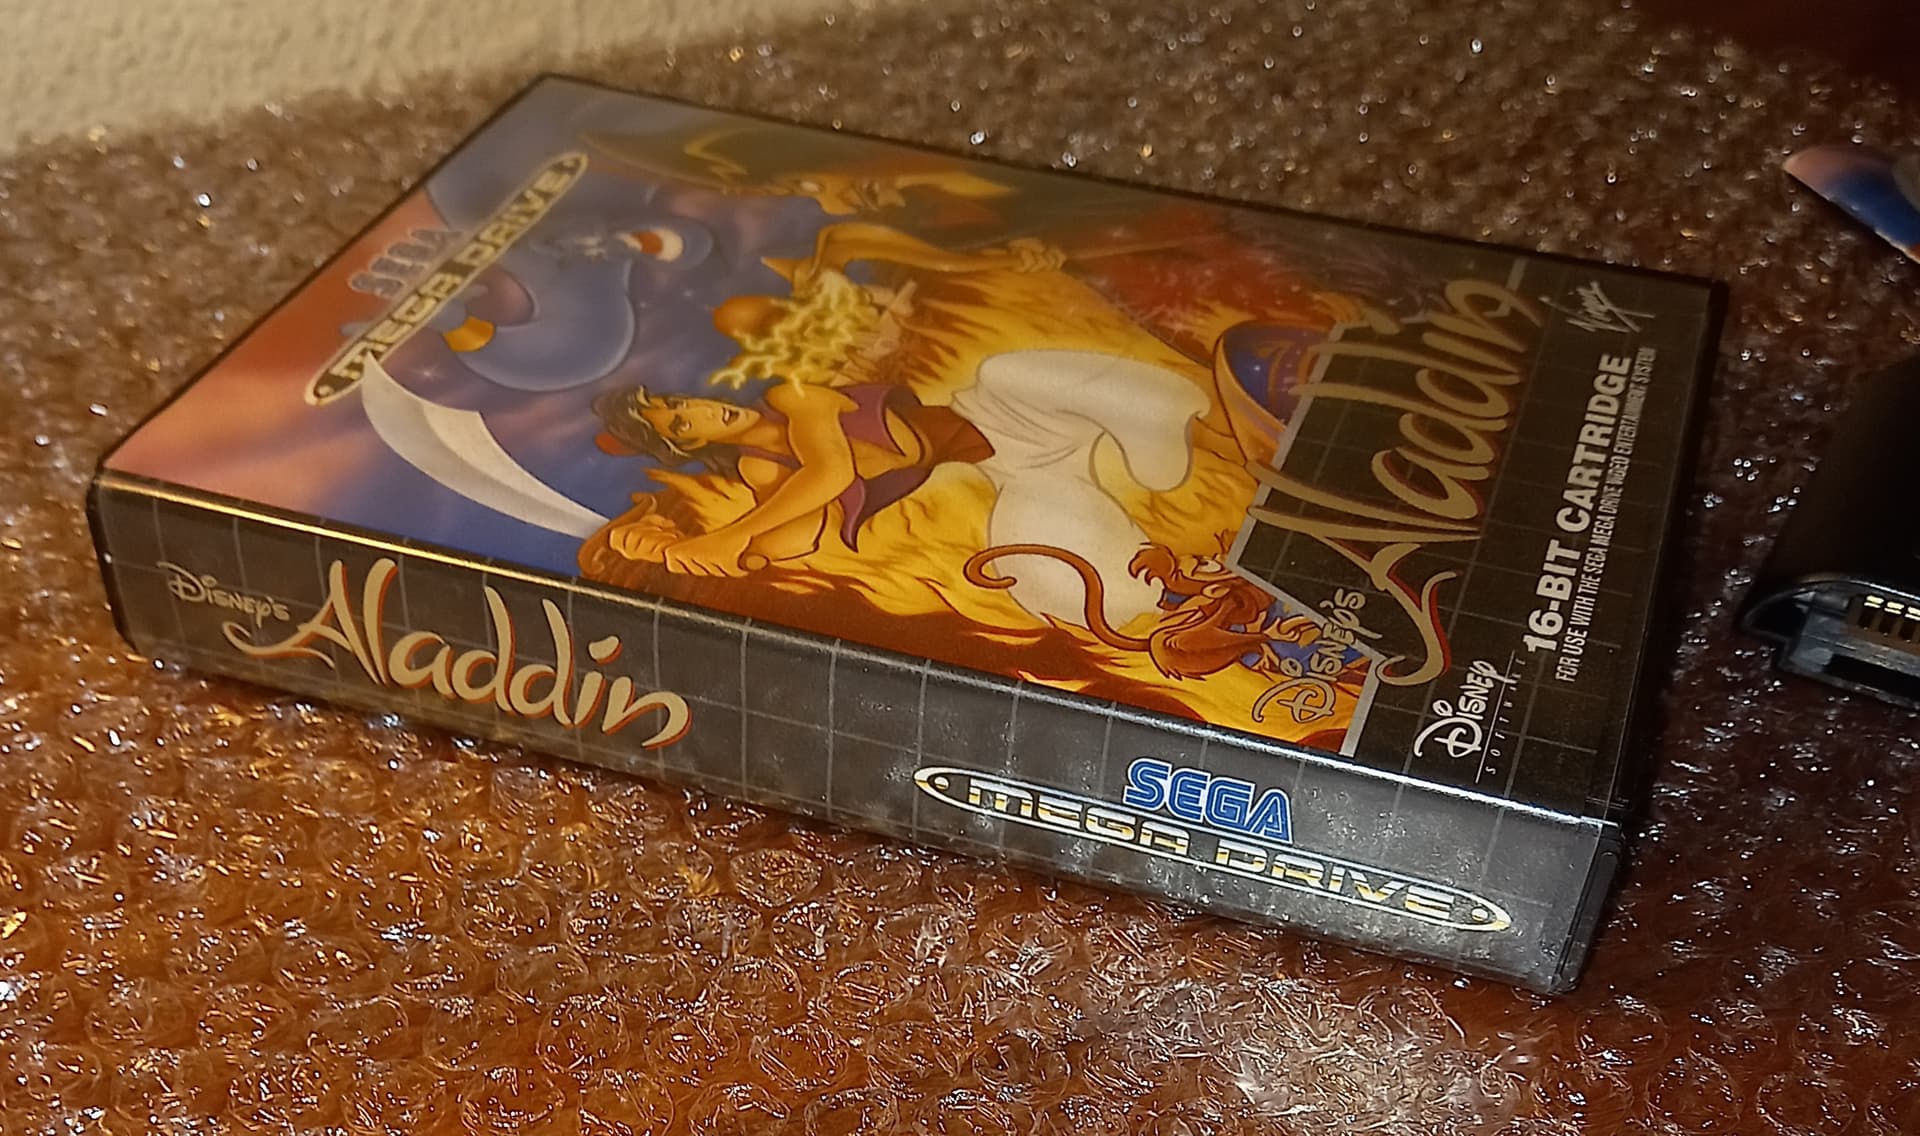 SEGA
MEGA DRIVE
DISNEY'S
Aladdin
Virgin
16-BIT CARTRIDGE
FOR USE WITH THE SEGA MEGA DRIVE VIDEO ENTERTAINMENT SYSTEM
DISNEY
SOFTWARE
DISNEY'S
Aladdin
SEGA
MEGA DRIVE